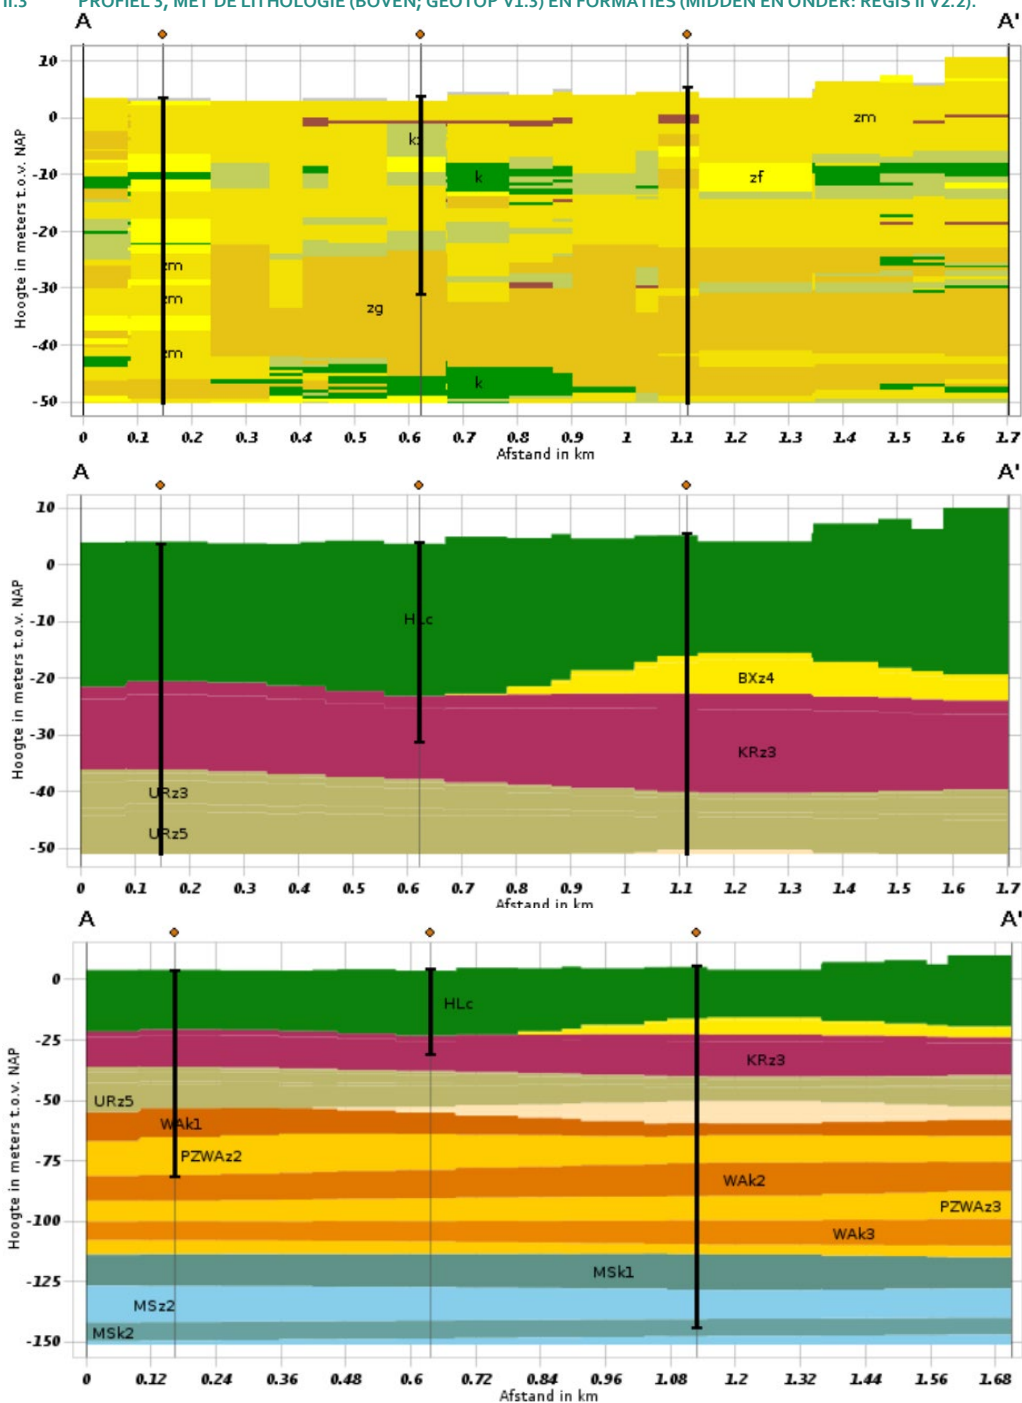 II.3 PROFIEL 3, MET DE LITHOLOGIE (BOVEN; GEOTOP V1.3) EN FORMATIES (MIDDEN EN ONDER: REGIS II V2.2).
A A'
Hoogte in meters t.o.v. NAP
10
0
-10
-20
-30
-40
-50
zm
kz
k
zf
zm
zm
zg
zm
k
0 0.1 0.2 0.3 0.4 0.5 0.6 0.7 0.8 0.9 1 1.1 1.2 1.3 1.4 1.5 1.6 1.7
Afstand in km
A A'
Hoogte in meters t.o.v. NAP
10
0
-10
-20
-30
-40
-50
HLc
BXz4
KRz3
URz3
URz5
0 0.1 0.2 0.3 0.4 0.5 0.6 0.7 0.8 0.9 1 1.1 1.2 1.3 1.4 1.5 1.6 1.7
Afstand in km
A A'
Hoogte in meters t.o.v. NAP
0
-25
-50
-75
-100
-125
-150
HLc
KRz3
URz5
WAk1
PZWAz2
WAk2
PZWAz3
WAk3
MSk1
MSz2
MSk2
0 0.12 0.24 0.36 0.48 0.6 0.72 0.84 0.96 1.08 1.2 1.32 1.44 1.56 1.68
Afstand in km